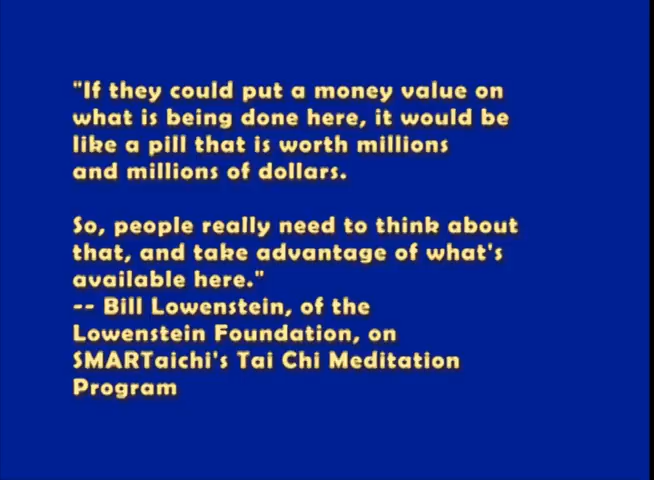 "If they could put a money value on
what is being done here, it would be
like a pill that is worth millions
and millions of dollars.
So, people really need to think about
that, and take advantage of what's
available here."
-- Bill Lowenstein, of the
Lowenstein Foundation, on
SMARTaichi's Tai Chi Meditation
Program